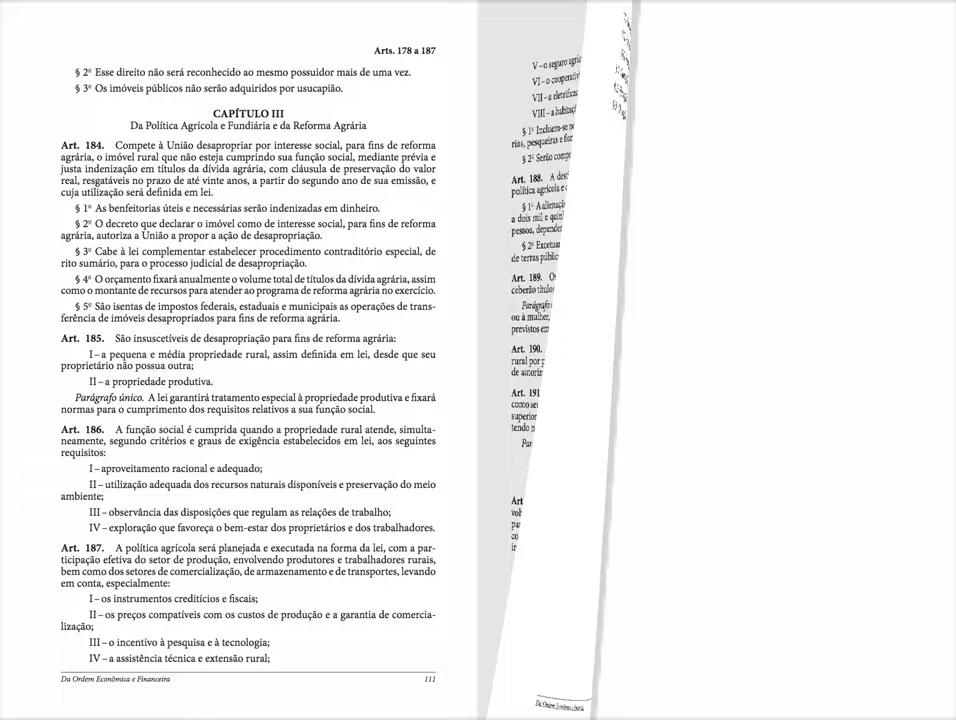 Arts. 178 a 187
§ 2º Esse direito não será reconhecido ao mesmo possuidor mais de uma vez.
§ 3º Os imóveis públicos não serão adquiridos por usucapião.
CAPÍTULO III
Da Política Agrícola e Fundiária e da Reforma Agrária
Art. 184. Compete à União desapropriar por interesse social, para fins de reforma
agrária, o imóvel rural que não esteja cumprindo sua função social, mediante prévia e
justa indenização em títulos da dívida agrária, com cláusula de preservação do valor
real, resgatáveis no prazo de até vinte anos, a partir do segundo ano de sua emissão, e
cuja utilização será definida em lei.
§ 1º As benfeitorias úteis e necessárias serão indenizadas em dinheiro.
§ 2º O decreto que declarar o imóvel como de interesse social, para fins de reforma
agrária, autoriza a União a propor a ação de desapropriação.
§ 3º Cabe à lei complementar estabelecer procedimento contraditório especial, de
rito sumário, para o processo judicial de desapropriação.
§ 4º O orçamento fixará anualmente o volume total de títulos da dívida agrária, assim
como o montante de recursos para atender ao programa de reforma agrária no exercício.
§ 5º São isentas de impostos federais, estaduais e municipais as operações de trans-
ferência de imóveis desapropriados para fins de reforma agrária.
Art. 185. São insuscetíveis de desapropriação para fins de reforma agrária:
I – a pequena e média propriedade rural, assim definida em lei, desde que seu
proprietário não possua outra;
II – a propriedade produtiva.
Parágrafo único. A lei garantirá tratamento especial à propriedade produtiva e fixará
normas para o cumprimento dos requisitos relativos a sua função social.
Art. 186. A função social é cumprida quando a propriedade rural atende, simulta-
neamente, segundo critérios e graus de exigência estabelecidos em lei, aos seguintes
requisitos:
I – aproveitamento racional e adequado;
II – utilização adequada dos recursos naturais disponíveis e preservação do meio
ambiente;
III – observância das disposições que regulam as relações de trabalho;
IV – exploração que favoreça o bem-estar dos proprietários e dos trabalhadores.
Art. 187. A política agrícola será planejada e executada na forma da lei, com a par-
ticipação efetiva do setor de produção, envolvendo produtores e trabalhadores rurais,
bem como dos setores de comercialização, de armazenamento e de transportes, levando
em conta, especialmente:
I – os instrumentos creditícios e fiscais;
II – os preços compatíveis com os custos de produção e a garantia de comercia-
lização;
III – o incentivo à pesquisa e à tecnologia;
IV – a assistência técnica e extensão rural;
Da Ordem Econômica e Financeira 111
V – o seguro
VI – o
VII – a
VIII – a
§ 1º Incluem-se
rias, pesqueiras e
§ 2º Serão
Art. 188. A
política agrícola e
§ 1º A
a dois mil e
pessoa,
§ 2º
de terras
Art. 189.
ceberão
Parágrafo
ou à mulher,
previstos em
Art. 190.
rural por
de
Art. 191
como
superior
tendo
Art